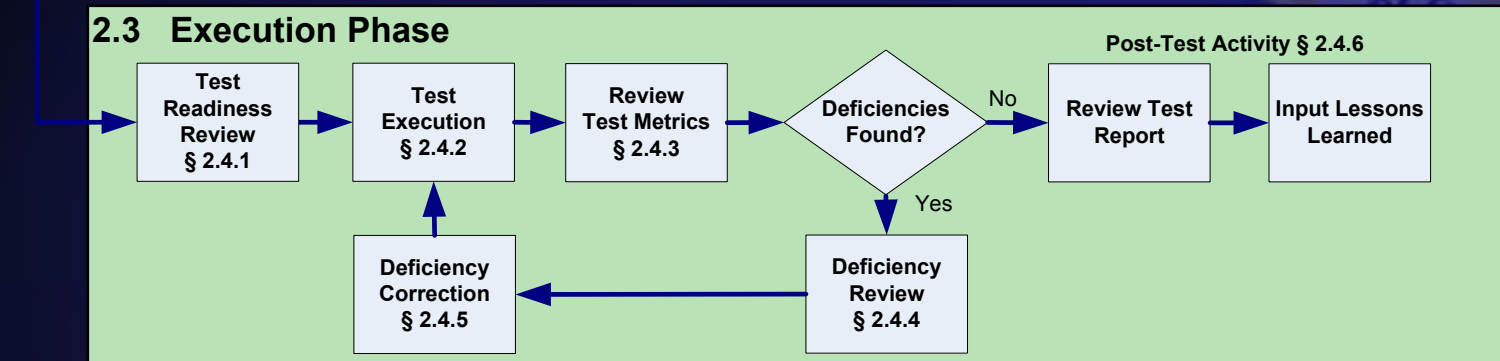 2.3 Execution Phase
Post-Test Activity § 2.4.6
Test
Readiness
Review
§ 2.4.1
Test
Execution
§ 2.4.2
Review
Test Metrics
§ 2.4.3
Deficiencies
Found?
No
Review Test
Report
Input Lessons
Learned
Yes
Deficiency
Correction
§ 2.4.5
Deficiency
Review
§ 2.4.4